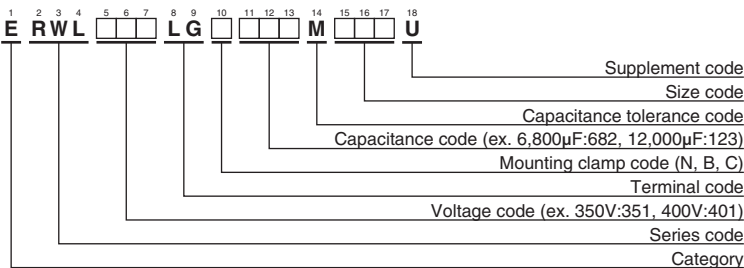 1 2 3 4 5 6 7 8 9 10 11 12 13 14 15 16 17 18
E RWL LG M U
Supplement code
Size code
Capacitance tolerance code
Capacitance code (ex. 6,800µF:682, 12,000µF:123)
Mounting clamp code (N, B, C)
Terminal code
Voltage code (ex. 350V:351, 400V:401)
Series code
Category